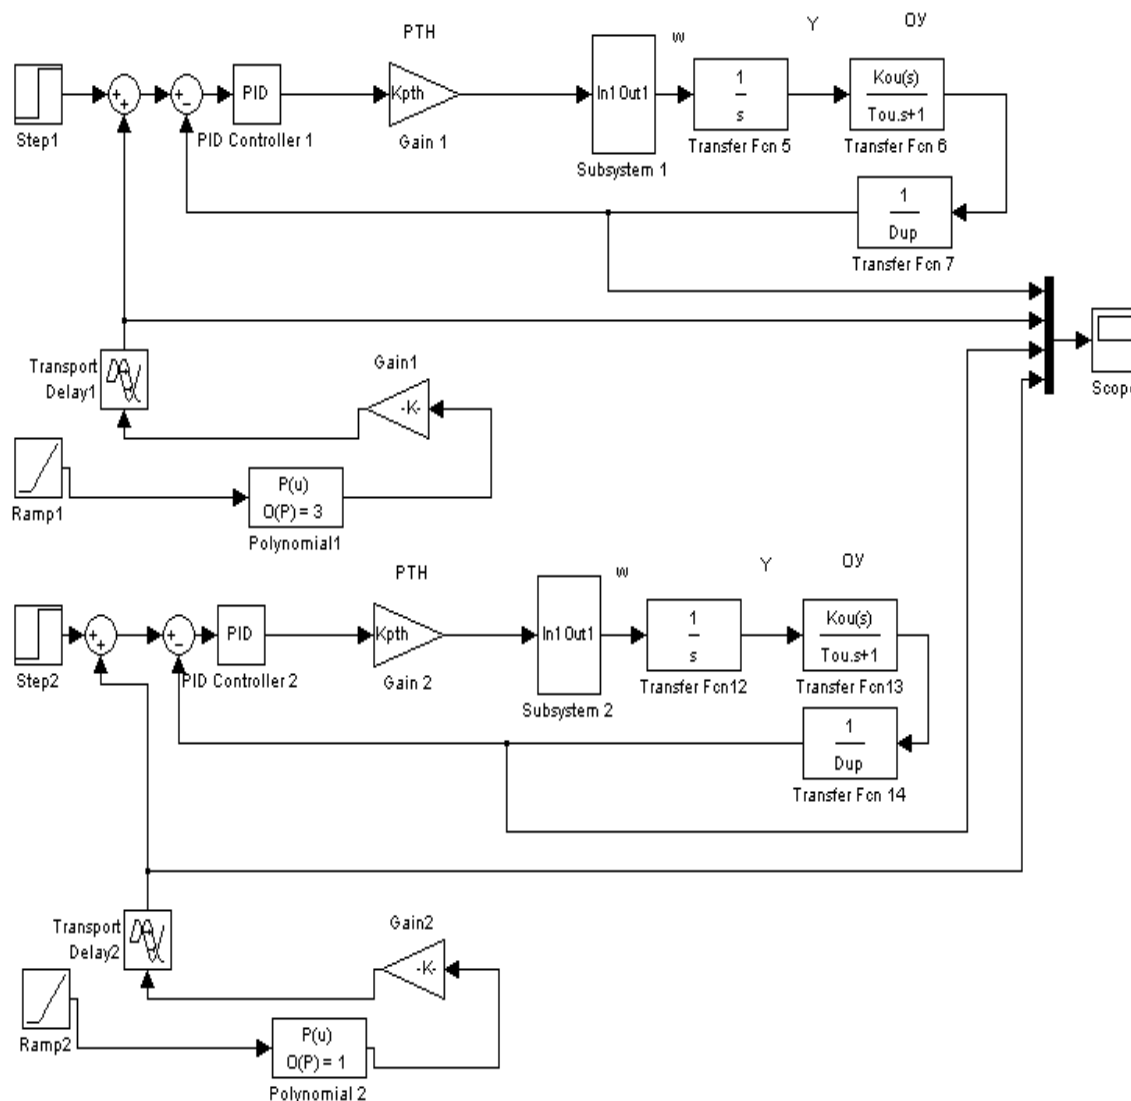 РТН
w
Y
ОУ
Step1
PID
PID Controller 1
Kpth
Gain 1
In1 Out1
Subsystem 1
1
s
Transfer Fcn 5
Kou(s)
Tou.s+1
Transfer Fcn 6
1
Dup
Transfer Fcn 7
Scope
Transport
Delay1
Gain1
-K-
Ramp1
P(u)
O(P) = 3
Polynomial1
РТН
w
Y
ОУ
Step2
PID
PID Controller 2
Kpth
Gain 2
In1 Out1
Subsystem 2
1
s
Transfer Fcn12
Kou(s)
Tou.s+1
Transfer Fcn13
1
Dup
Transfer Fcn 14
Transport
Delay2
Gain2
-K-
Ramp2
P(u)
O(P) = 1
Polynomial 2